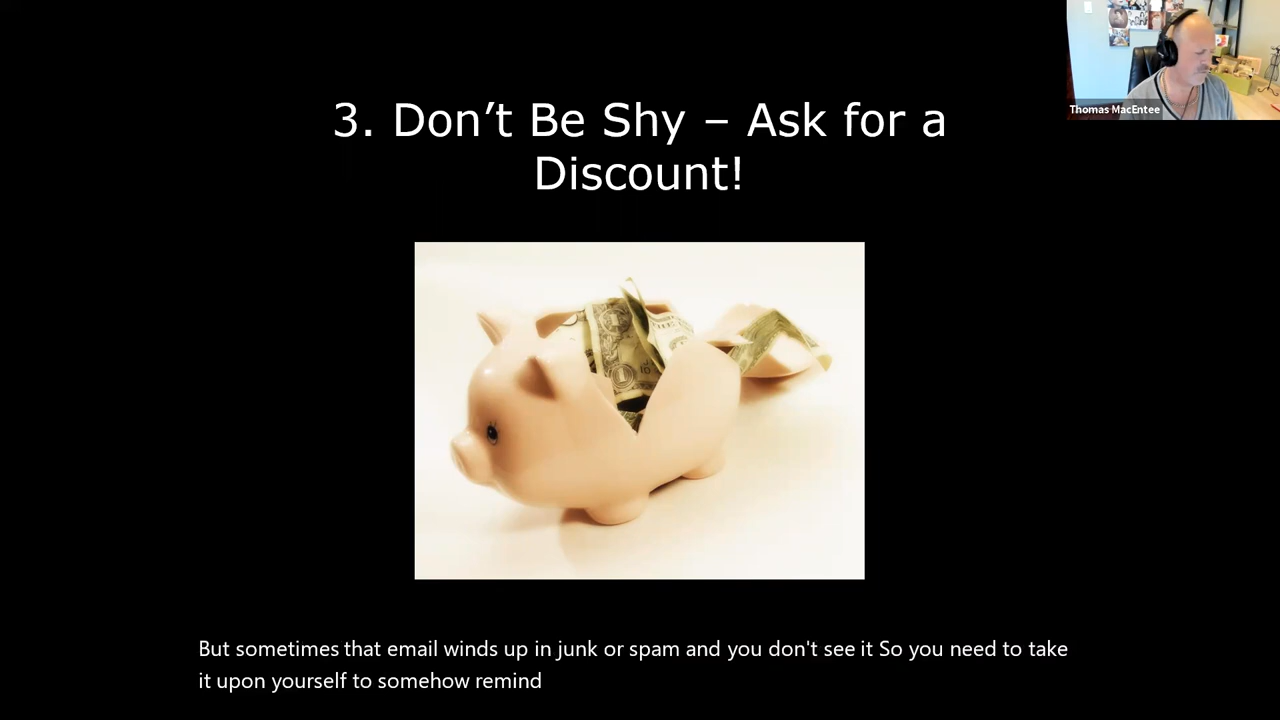 3. Don’t Be Shy – Ask for a
Discount!
Thomas MacEntee
But sometimes that email winds up in junk or spam and you don't see it So you need to take
it upon yourself to somehow remind